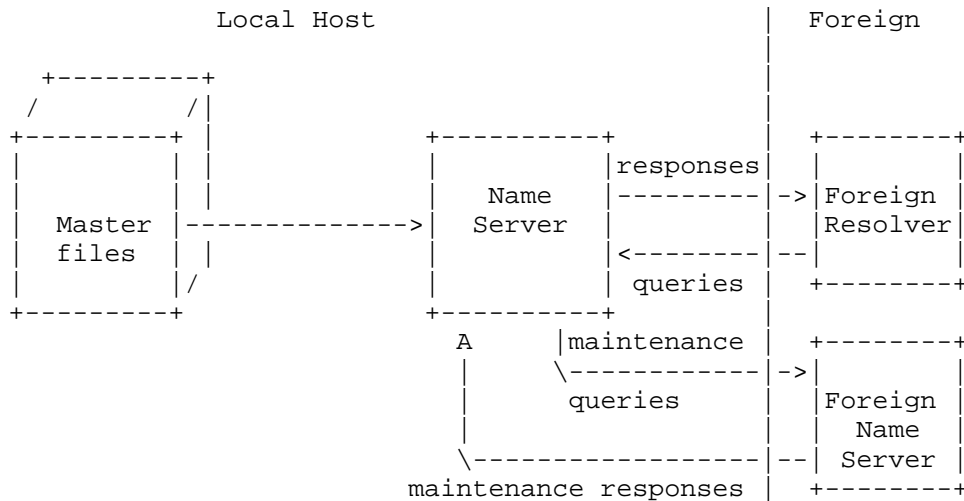 Local Host Foreign
responses
Name
Foreign
Master Server Resolver
files
queries
A maintenance
queries Foreign
Name
Server
maintenance responses